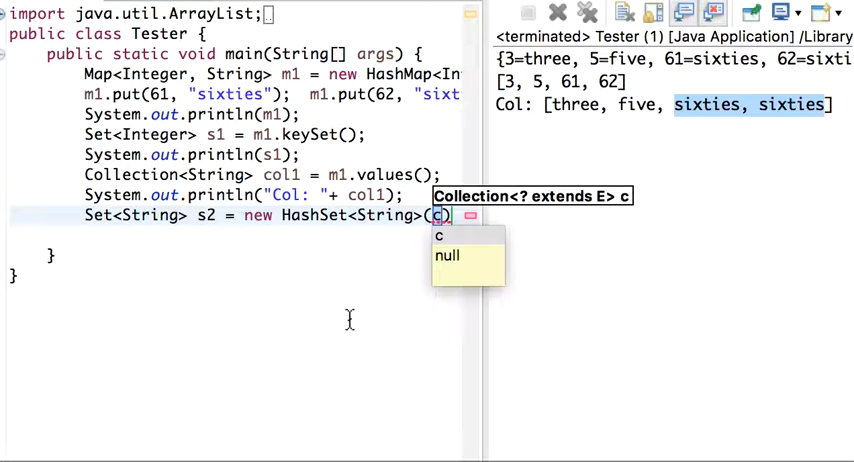 import java.util.ArrayList;
public class Tester {
public static void main(String[] args) {
Map<Integer, String> m1 = new HashMap<In
m1.put(61, "sixties");  m1.put(62, "sixt
System.out.println(m1);
Set<Integer> s1 = m1.keySet();
System.out.println(s1);
Collection<String> col1 = m1.values();
System.out.println("Col: "+ col1);
Collection<? extends E> c
Set<String> s2 = new HashSet<String>(c)
c
null
}
}
<terminated> Tester (1) [Java Application] /Library
{3=three, 5=five, 61=sixties, 62=sixti
[3, 5, 61, 62]
Col: [three, five, sixties, sixties]